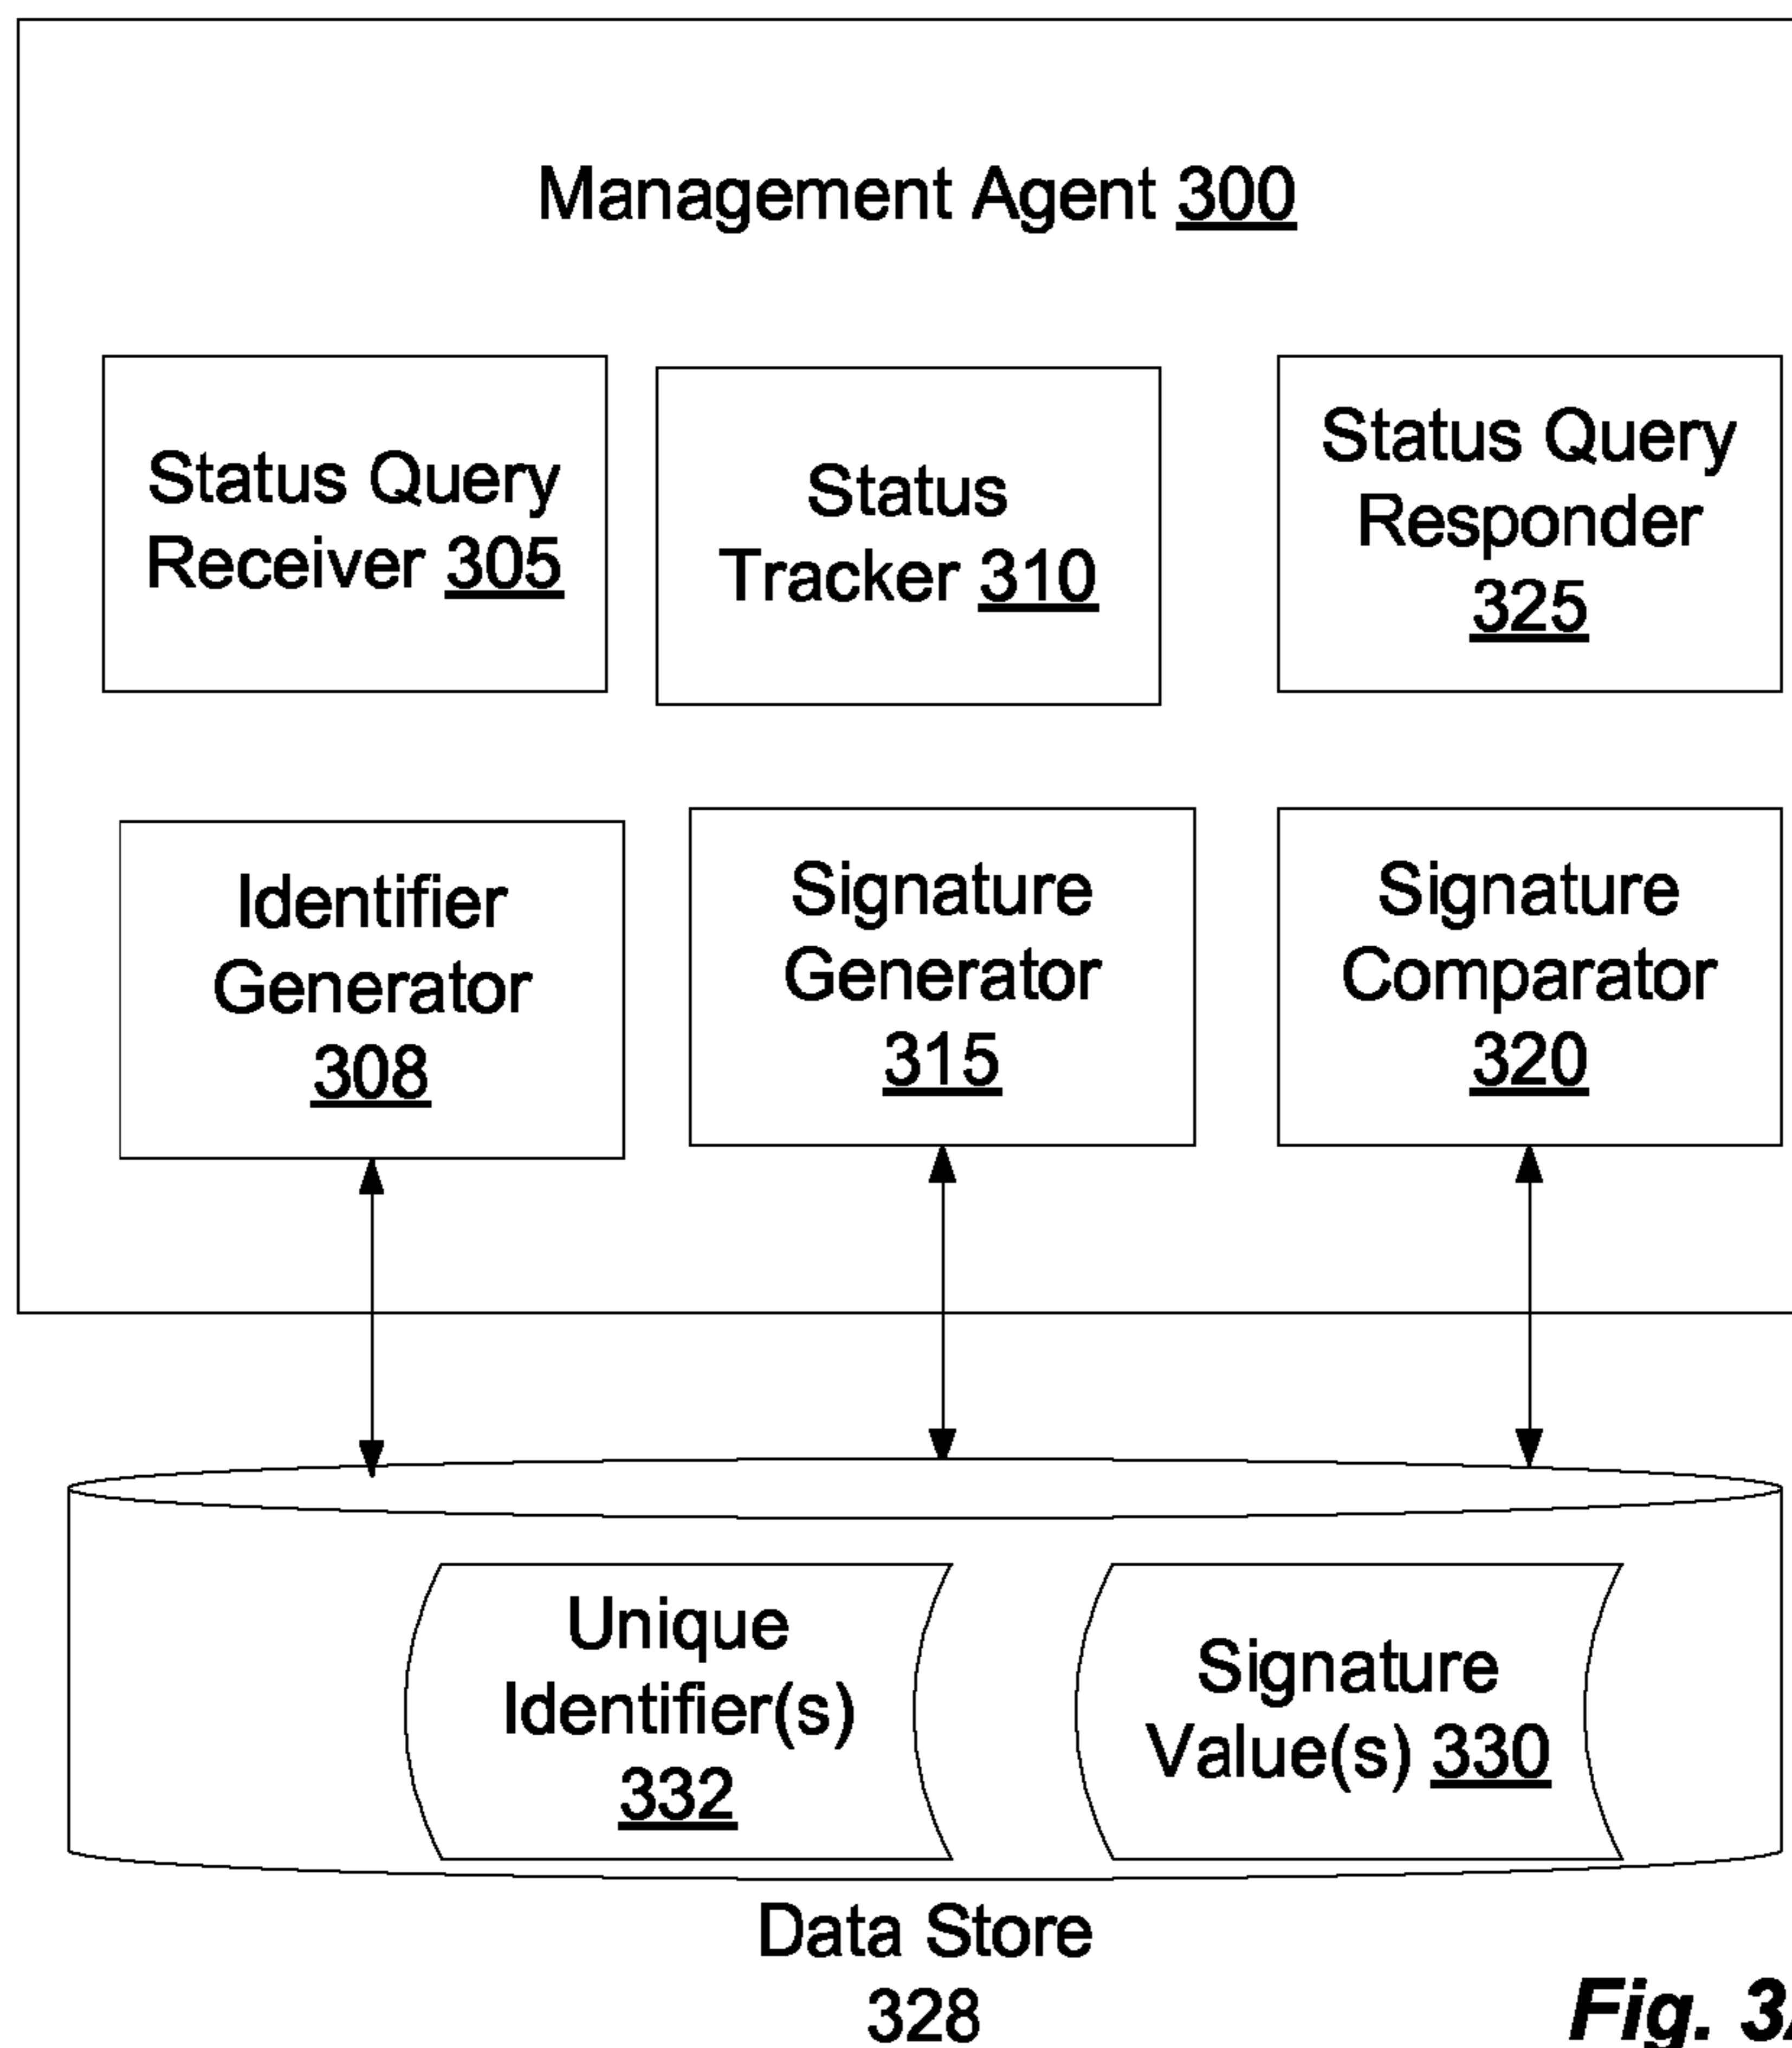 Management Agent 300
Status Query
Receiver 305
Status
Tracker 310
Status Query
Responder
325
Identifier
Generator
308
Signature
Generator
315
Signature
Comparator
320
Unique
Identifier(s)
332
Signature
Value(s) 330
Data Store
328
Fig.